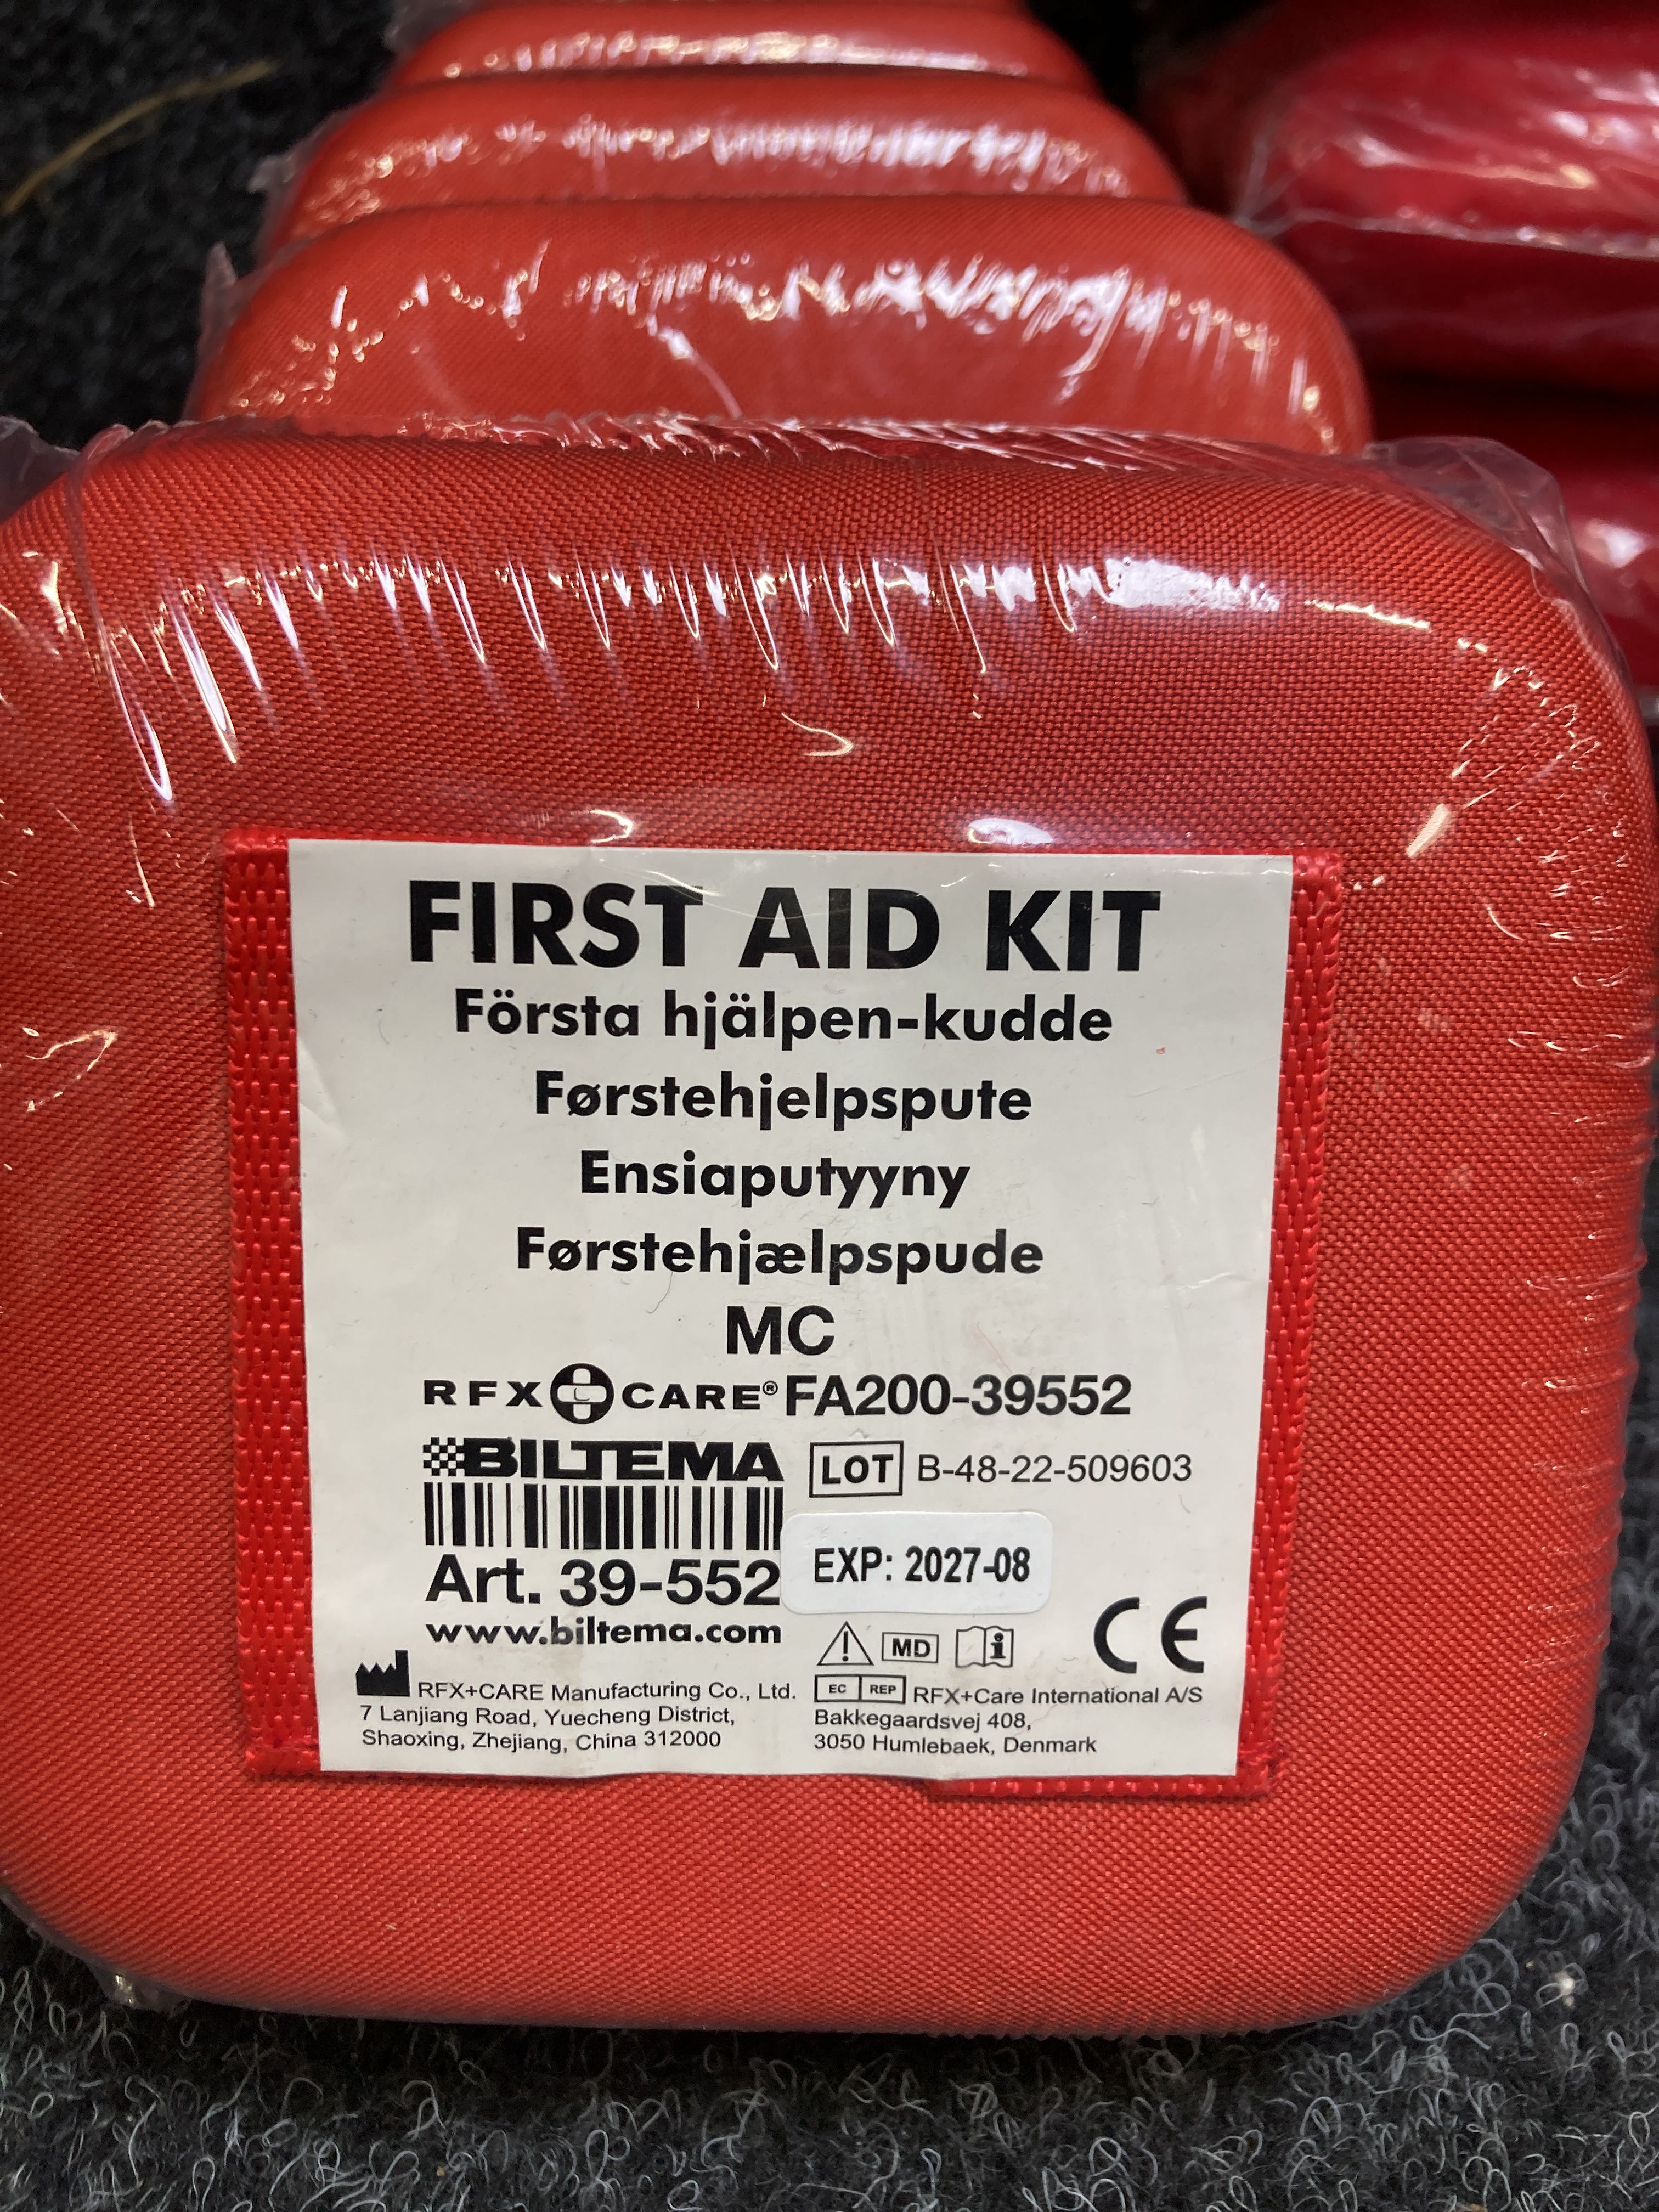 FIRST AID KIT
Första hjälpen-kudde
Førstehjelpspute
Ensiaputyyny
Førstehjælpspude
MC
RFX CARE® FA200-39552
BILTEMA
LOT B-48-22-509603
Art. 39-552
EXP: 2027-08
www.biltema.com
MD
CE
RFX+CARE Manufacturing Co., Ltd.
7 Lanjiang Road, Yuecheng District,
Shaoxing, Zhejiang, China 312000
EC REP RFX+Care International A/S
Bakkegaardsvej 408,
3050 Humlebaek, Denmark